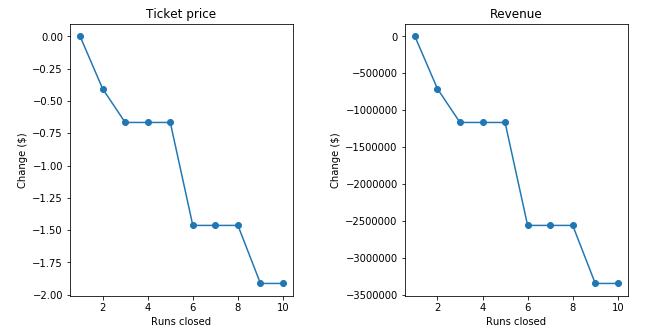 Ticket price
0.00
−0.25
−0.50
−0.75
−1.00
−1.25
−1.50
−1.75
−2.00
Change ($)
2 4 6 8 10
Runs closed
Revenue
0
−500000
−1000000
−1500000
−2000000
−2500000
−3000000
−3500000
Change ($)
2 4 6 8 10
Runs closed